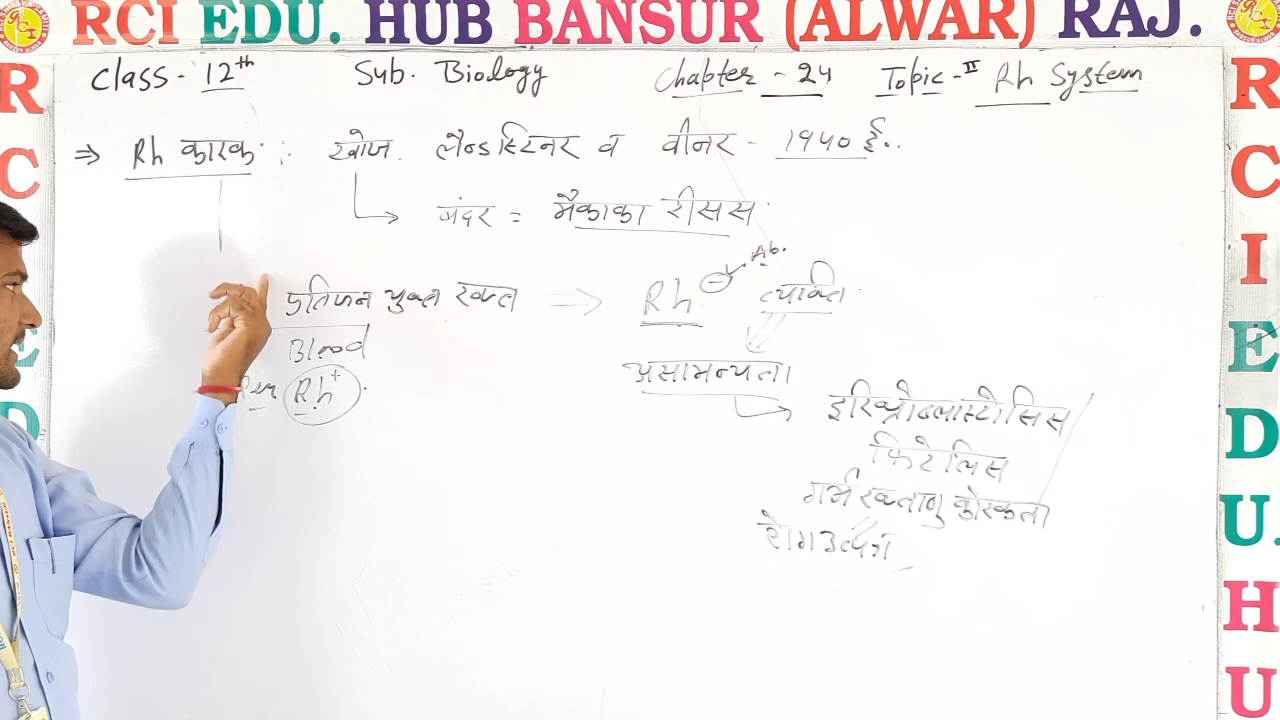 RCI EDU. HUB BANSUR (ALWAR) RAJ.
Class - 12th Sub. Biology Chapter - 24 Topic - II Rh System
⇒ Rh कारक :- खोज. लैन्डस्टिनर व वीनर - १९४० ई..
बंदर = मैकाका रीसस
Ab.
प्रतिजन युक्त रक्त ⇒ Rh⊖ व्यक्ति
Blood
असामन्यता
Rh+
इरिथ्रोब्लास्टोसिस
फिटेलिस
गर्भ रक्ताणु कोरकता
रोग उत्पन्न
R
C
E
D
R
C
I
E
D
U.
H
U